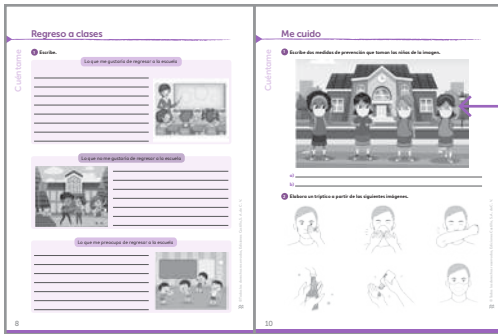 Regreso a clases
Cuéntame
1 Escribe.
Lo que me gustaría de regresar a la escuela
Lo que no me gustaría de regresar a la escuela
Lo que me preocupa de regresar a la escuela
8
Me cuido
Cuéntame
1 Escribe dos medidas de prevención que toman los niños de la imagen.
a)
b)
2 Elabora un tríptico a partir de las siguientes imágenes.
10